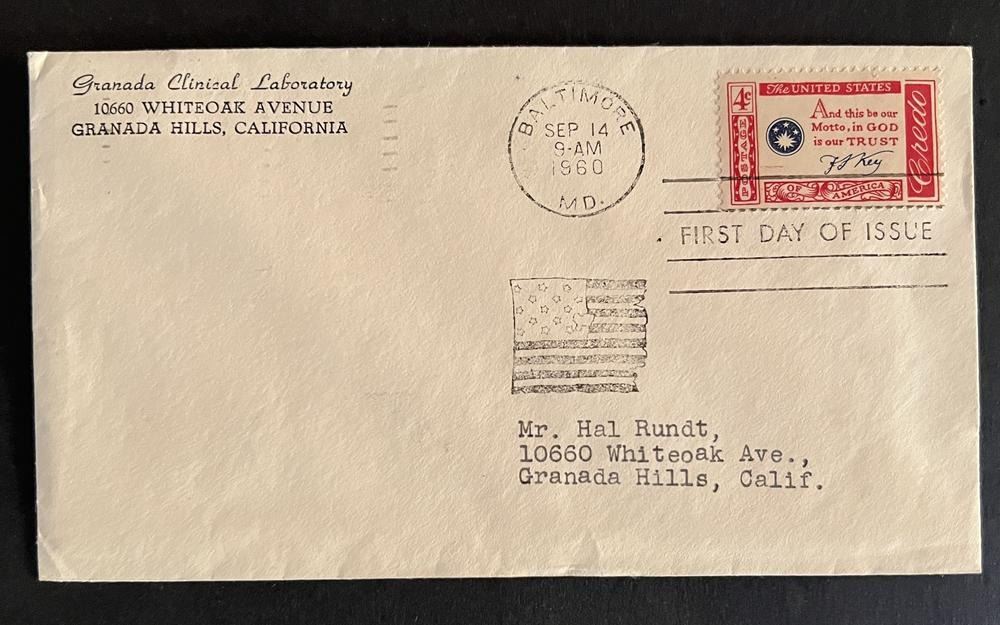 Granada Clinical Laboratory
10660 WHITEOAK AVENUE
GRANADA HILLS, CALIFORNIA
BALTIMORE
SEP 14
9-AM
1960
MD.
4c
The UNITED STATES
POSTAGE
And this be our
Motto, in GOD
is our TRUST
F S Key
OF AMERICA
Credo
FIRST DAY OF ISSUE
Mr. Hal Rundt,
10660 Whiteoak Ave.,
Granada Hills, Calif.